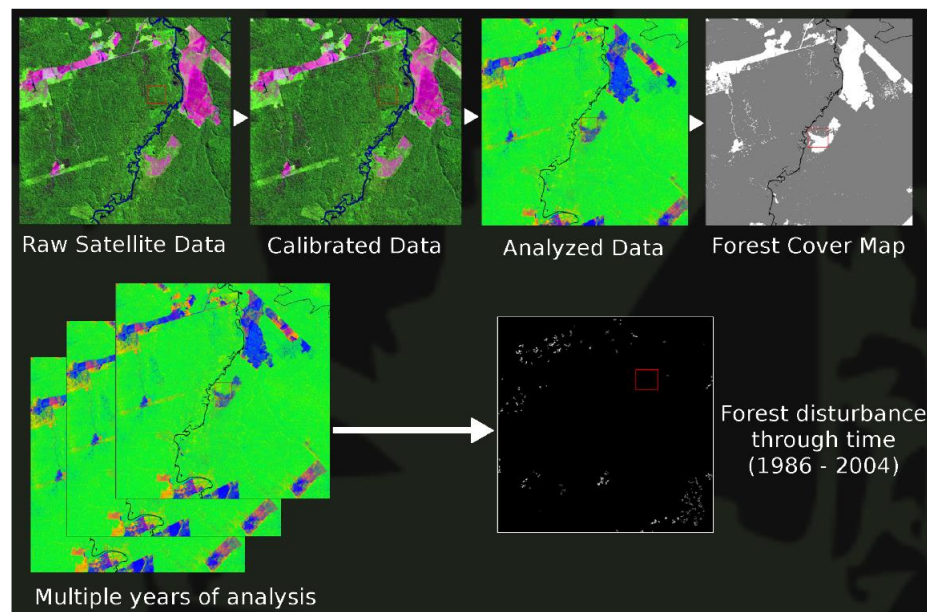 Raw Satellite Data
Calibrated Data
Analyzed Data
Forest Cover Map
Forest disturbance
through time
(1986 - 2004)
Multiple years of analysis